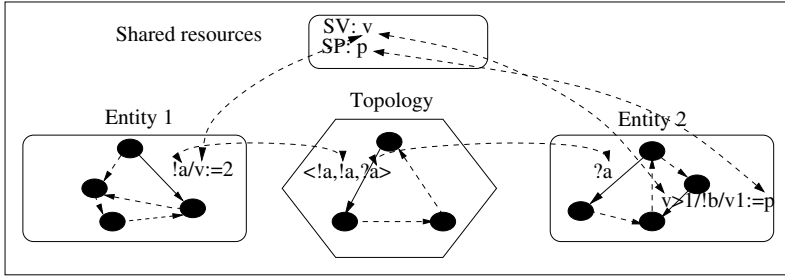 Shared resources
SV: v
SP: p
Topology
Entity 1
Entity 2
!a/v:=2
<!a,!a,?a>
?a
v>1/!b/v1:=p